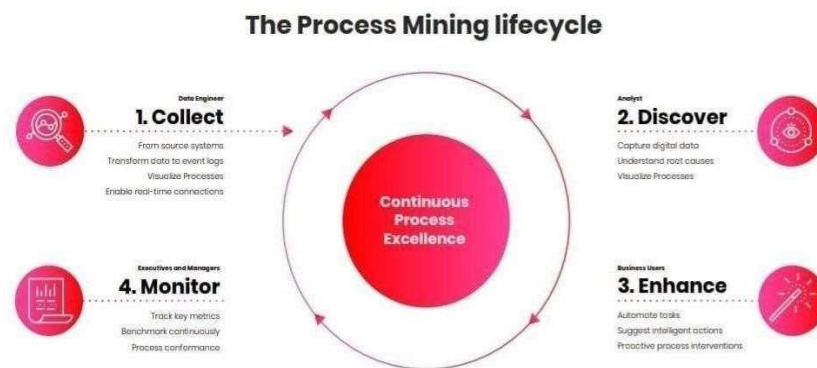 The Process Mining lifecycle
Data Engineer
1. Collect
From source systems
Transform data to event logs
Visualize Processes
Enable real-time connections
Analyst
2. Discover
Capture digital data
Understand root causes
Visualize Processes
Continuous
Process
Excellence
Executives and Managers
4. Monitor
Track key metrics
Benchmark continuously
Process conformance
Business Users
3. Enhance
Automate tasks
Suggest intelligent actions
Proactive process interventions